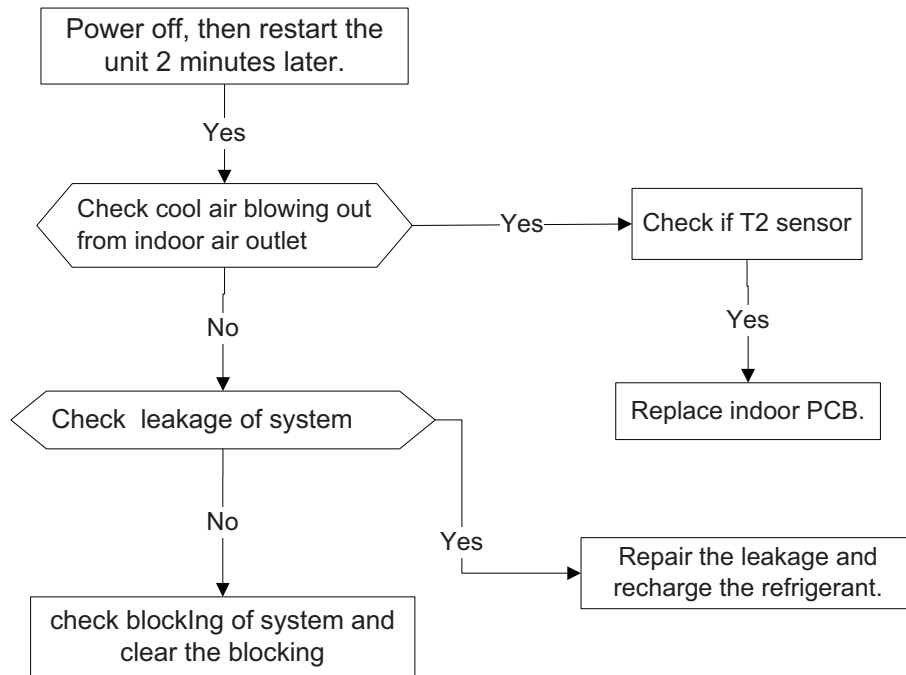 Power off, then restart the
unit 2 minutes later.
Yes
Check cool air blowing out
from indoor air outlet
Yes
Check if T2 sensor
No
Yes
Check leakage of system
Replace indoor PCB.
No
Yes
Repair the leakage and
recharge the refrigerant.
check blockIng of system and
clear the blocking